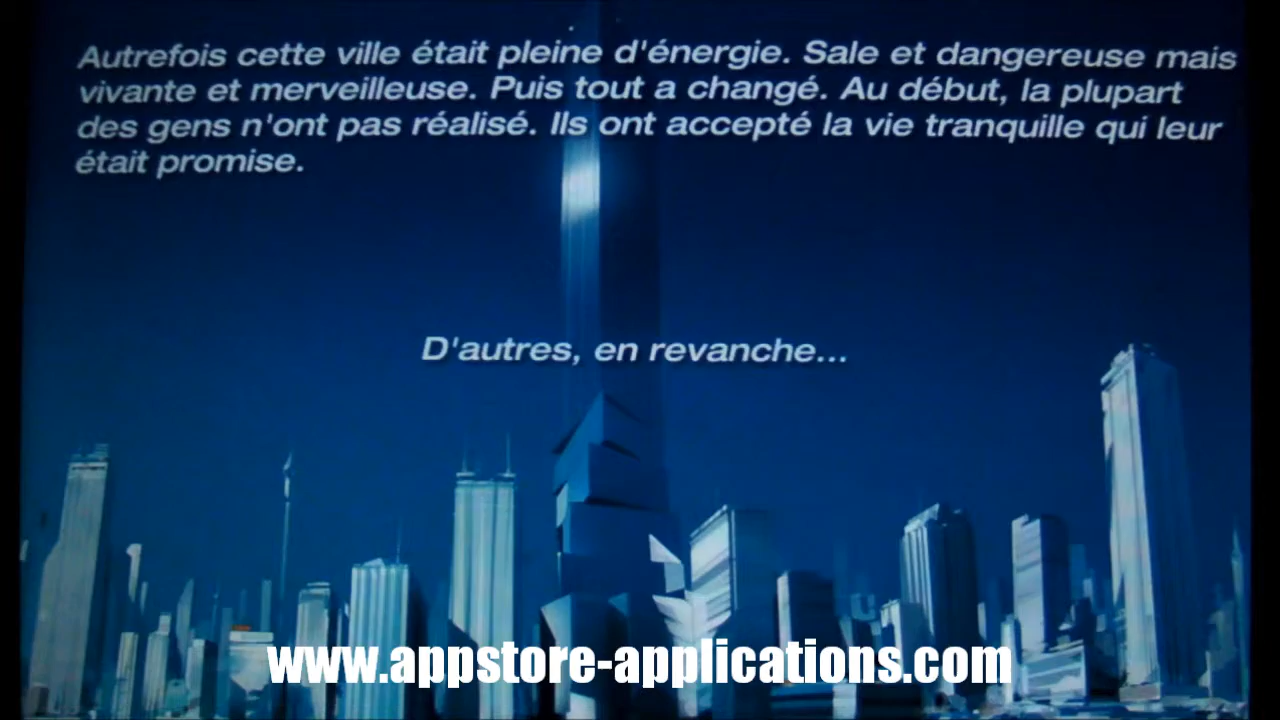 Autrefois cette ville était pleine d'énergie. Sale et dangereuse mais
vivante et merveilleuse. Puis tout a changé. Au début, la plupart
des gens n'ont pas réalisé. Ils ont accepté la vie tranquille qui leur
était promise.
D'autres, en revanche...
www.appstore-applications.com